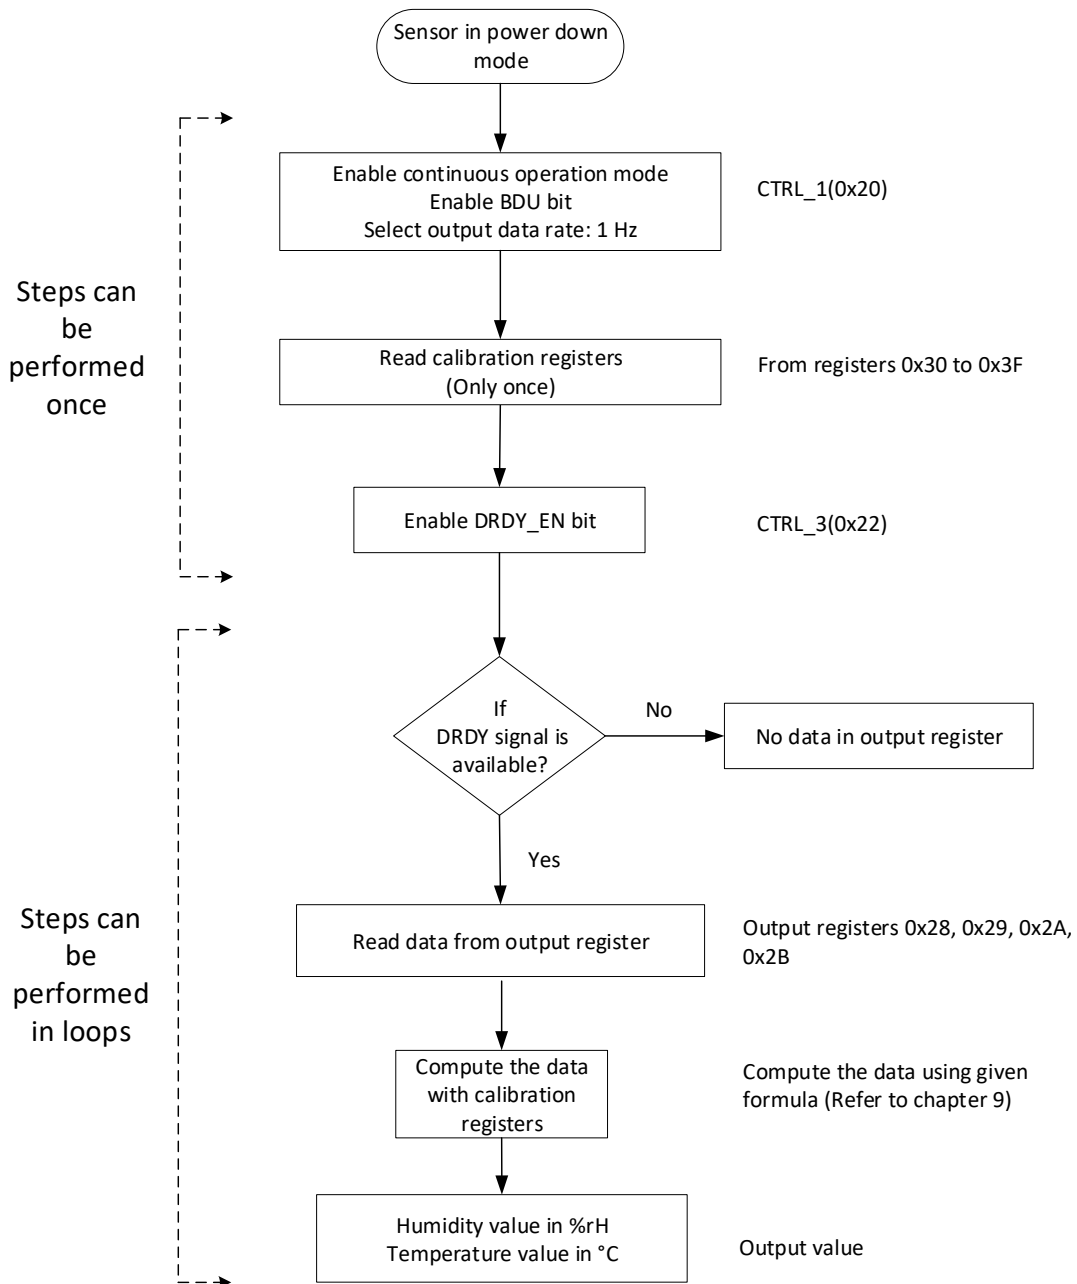 Sensor in power down
mode
Enable continuous operation mode
Enable BDU bit
Select output data rate: 1 Hz
CTRL_1(0x20)
Steps can
be
performed
once
Read calibration registers
(Only once)
From registers 0x30 to 0x3F
Enable DRDY_EN bit
CTRL_3(0x22)
If
DRDY signal is
available?
No
No data in output register
Yes
Steps can
be
performed
in loops
Read data from output register
Output registers 0x28, 0x29, 0x2A,
0x2B
Compute the data
with calibration
registers
Compute the data using given
formula (Refer to chapter 9)
Humidity value in %rH
Temperature value in °C
Output value